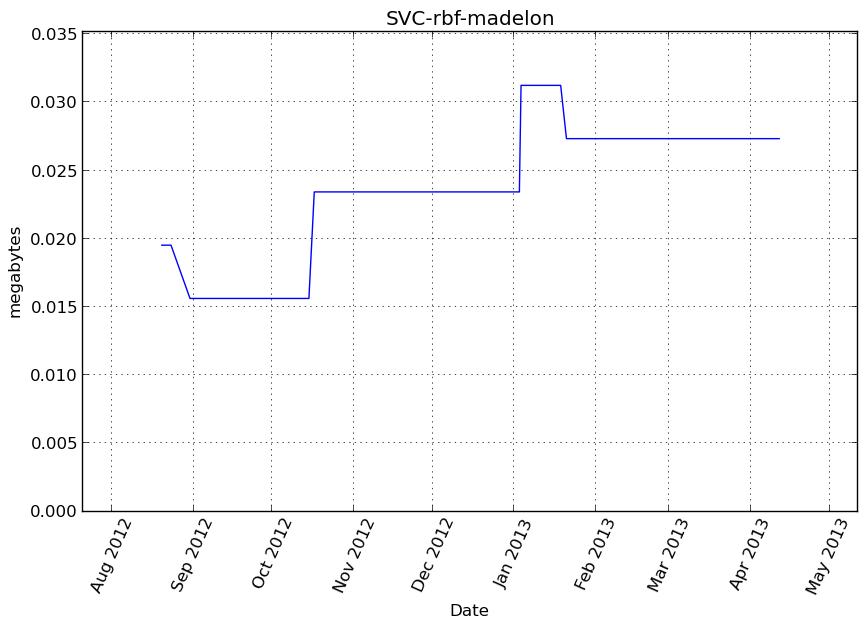 SVC-rbf-madelon
0.035
0.030
0.025
0.020
0.015
0.010
0.005
0.000
megabytes
Aug 2012
Sep 2012
Oct 2012
Nov 2012
Dec 2012
Jan 2013
Feb 2013
Mar 2013
Apr 2013
May 2013
Date